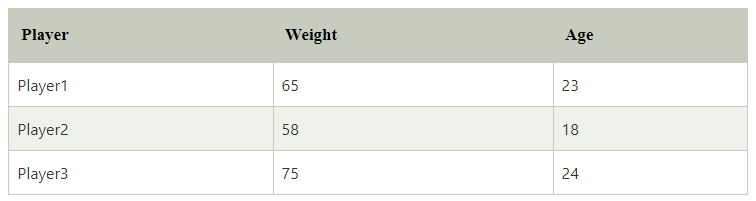 Player Weight Age
Player1 65 23
Player2 58 18
Player3 75 24